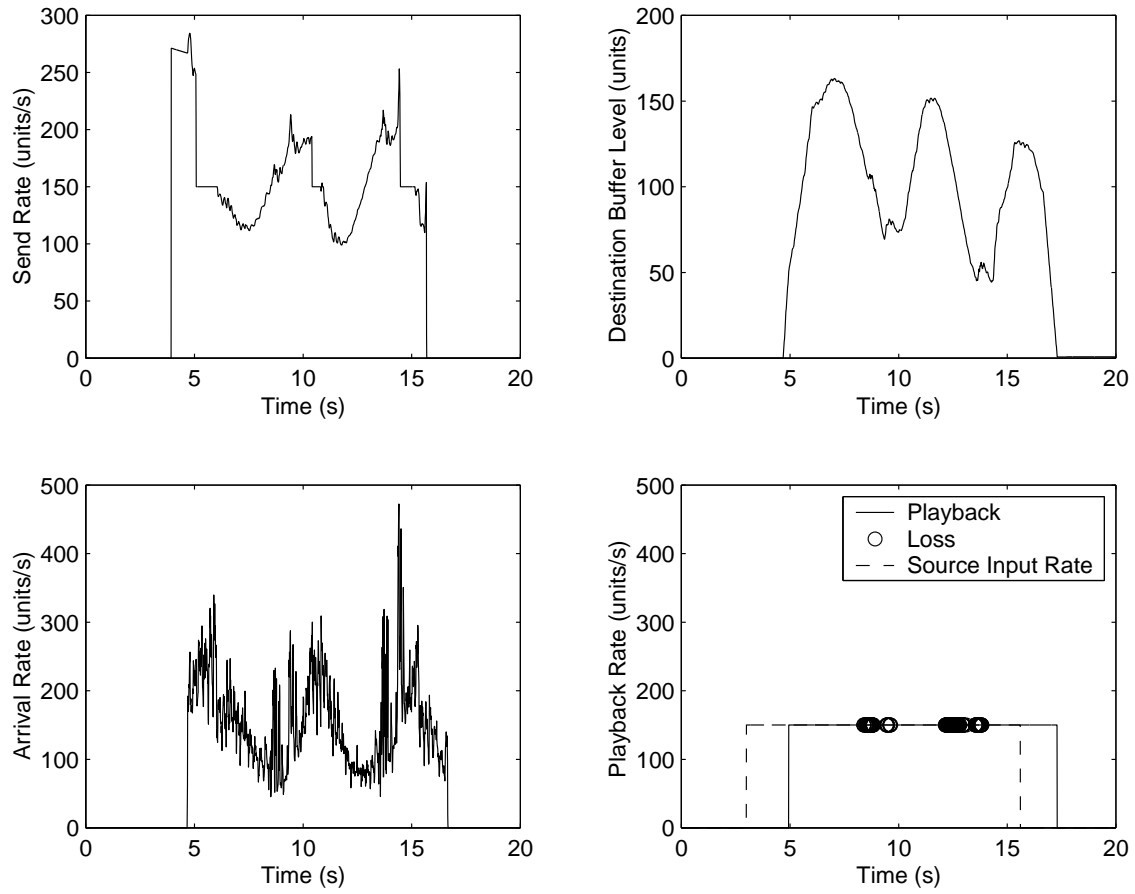 Send Rate (units/s)
300
250
200
150
100
50
0
0 5 10 15 20
Time (s)
Destination Buffer Level (units)
200
150
100
50
0
0 5 10 15 20
Time (s)
Arrival Rate (units/s)
500
400
300
200
100
0
0 5 10 15 20
Time (s)
Playback Rate (units/s)
500
400
300
200
100
0
0 5 10 15 20
Time (s)
Playback
Loss
Source Input Rate